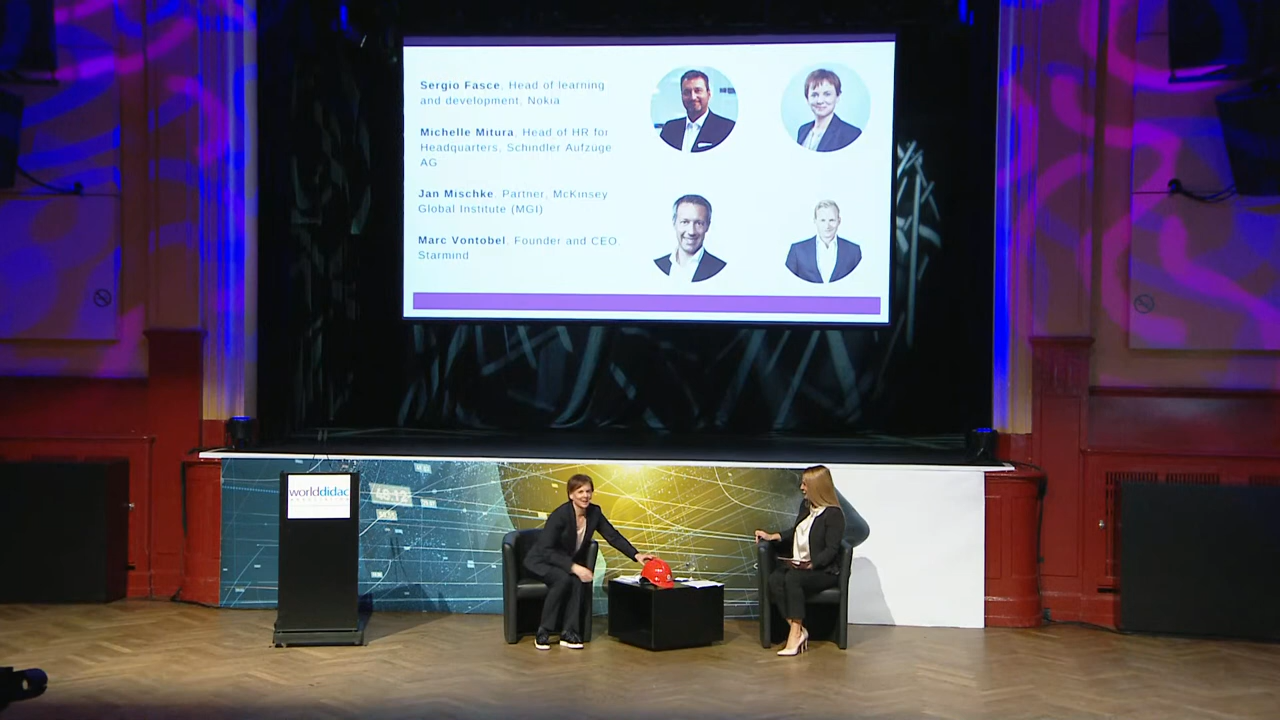 Sergio Fasce, Head of learning
and development, Nokia
Michelle Mitura, Head of HR for
Headquarters, Schindler Aufzüge
AG
Jan Mischke, Partner, McKinsey
Global Institute (MGI)
Marc Vontobel, Founder and CEO
Starmind
worlddidac
ASSOCIATION